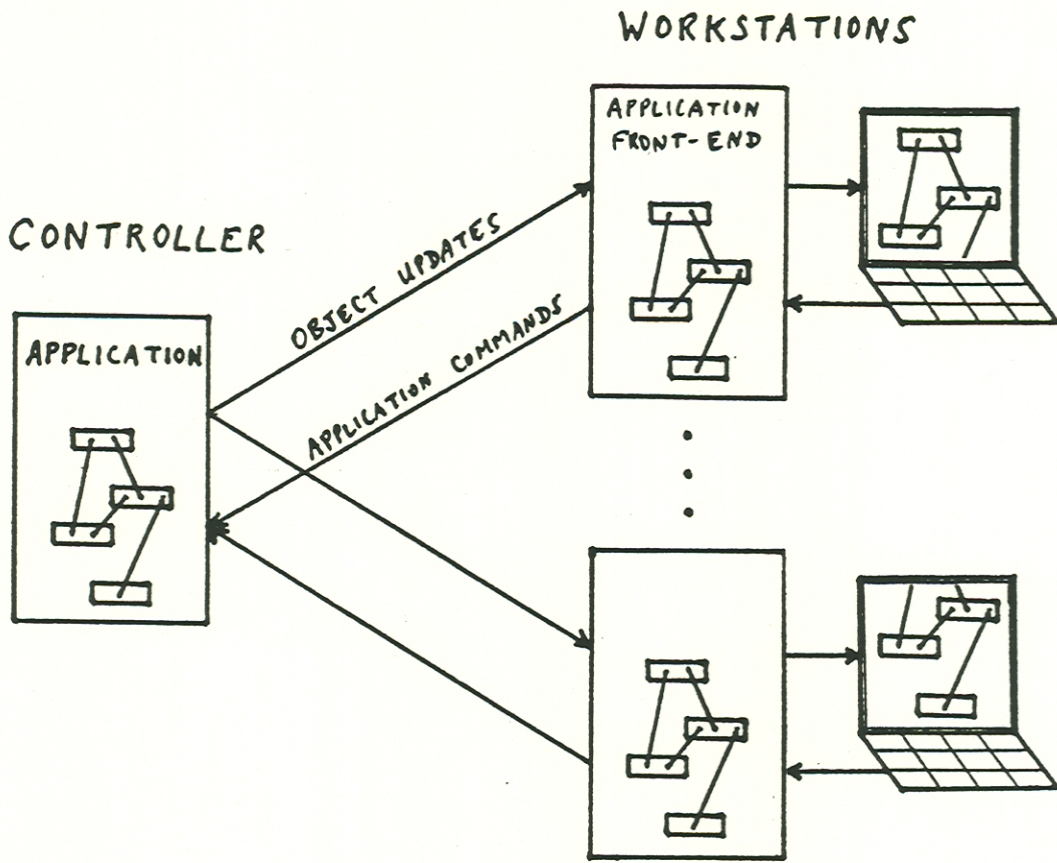 WORKSTATIONS
APPLICATION
FRONT-END
CONTROLLER
OBJECT UPDATES
APPLICATION COMMANDS
APPLICATION